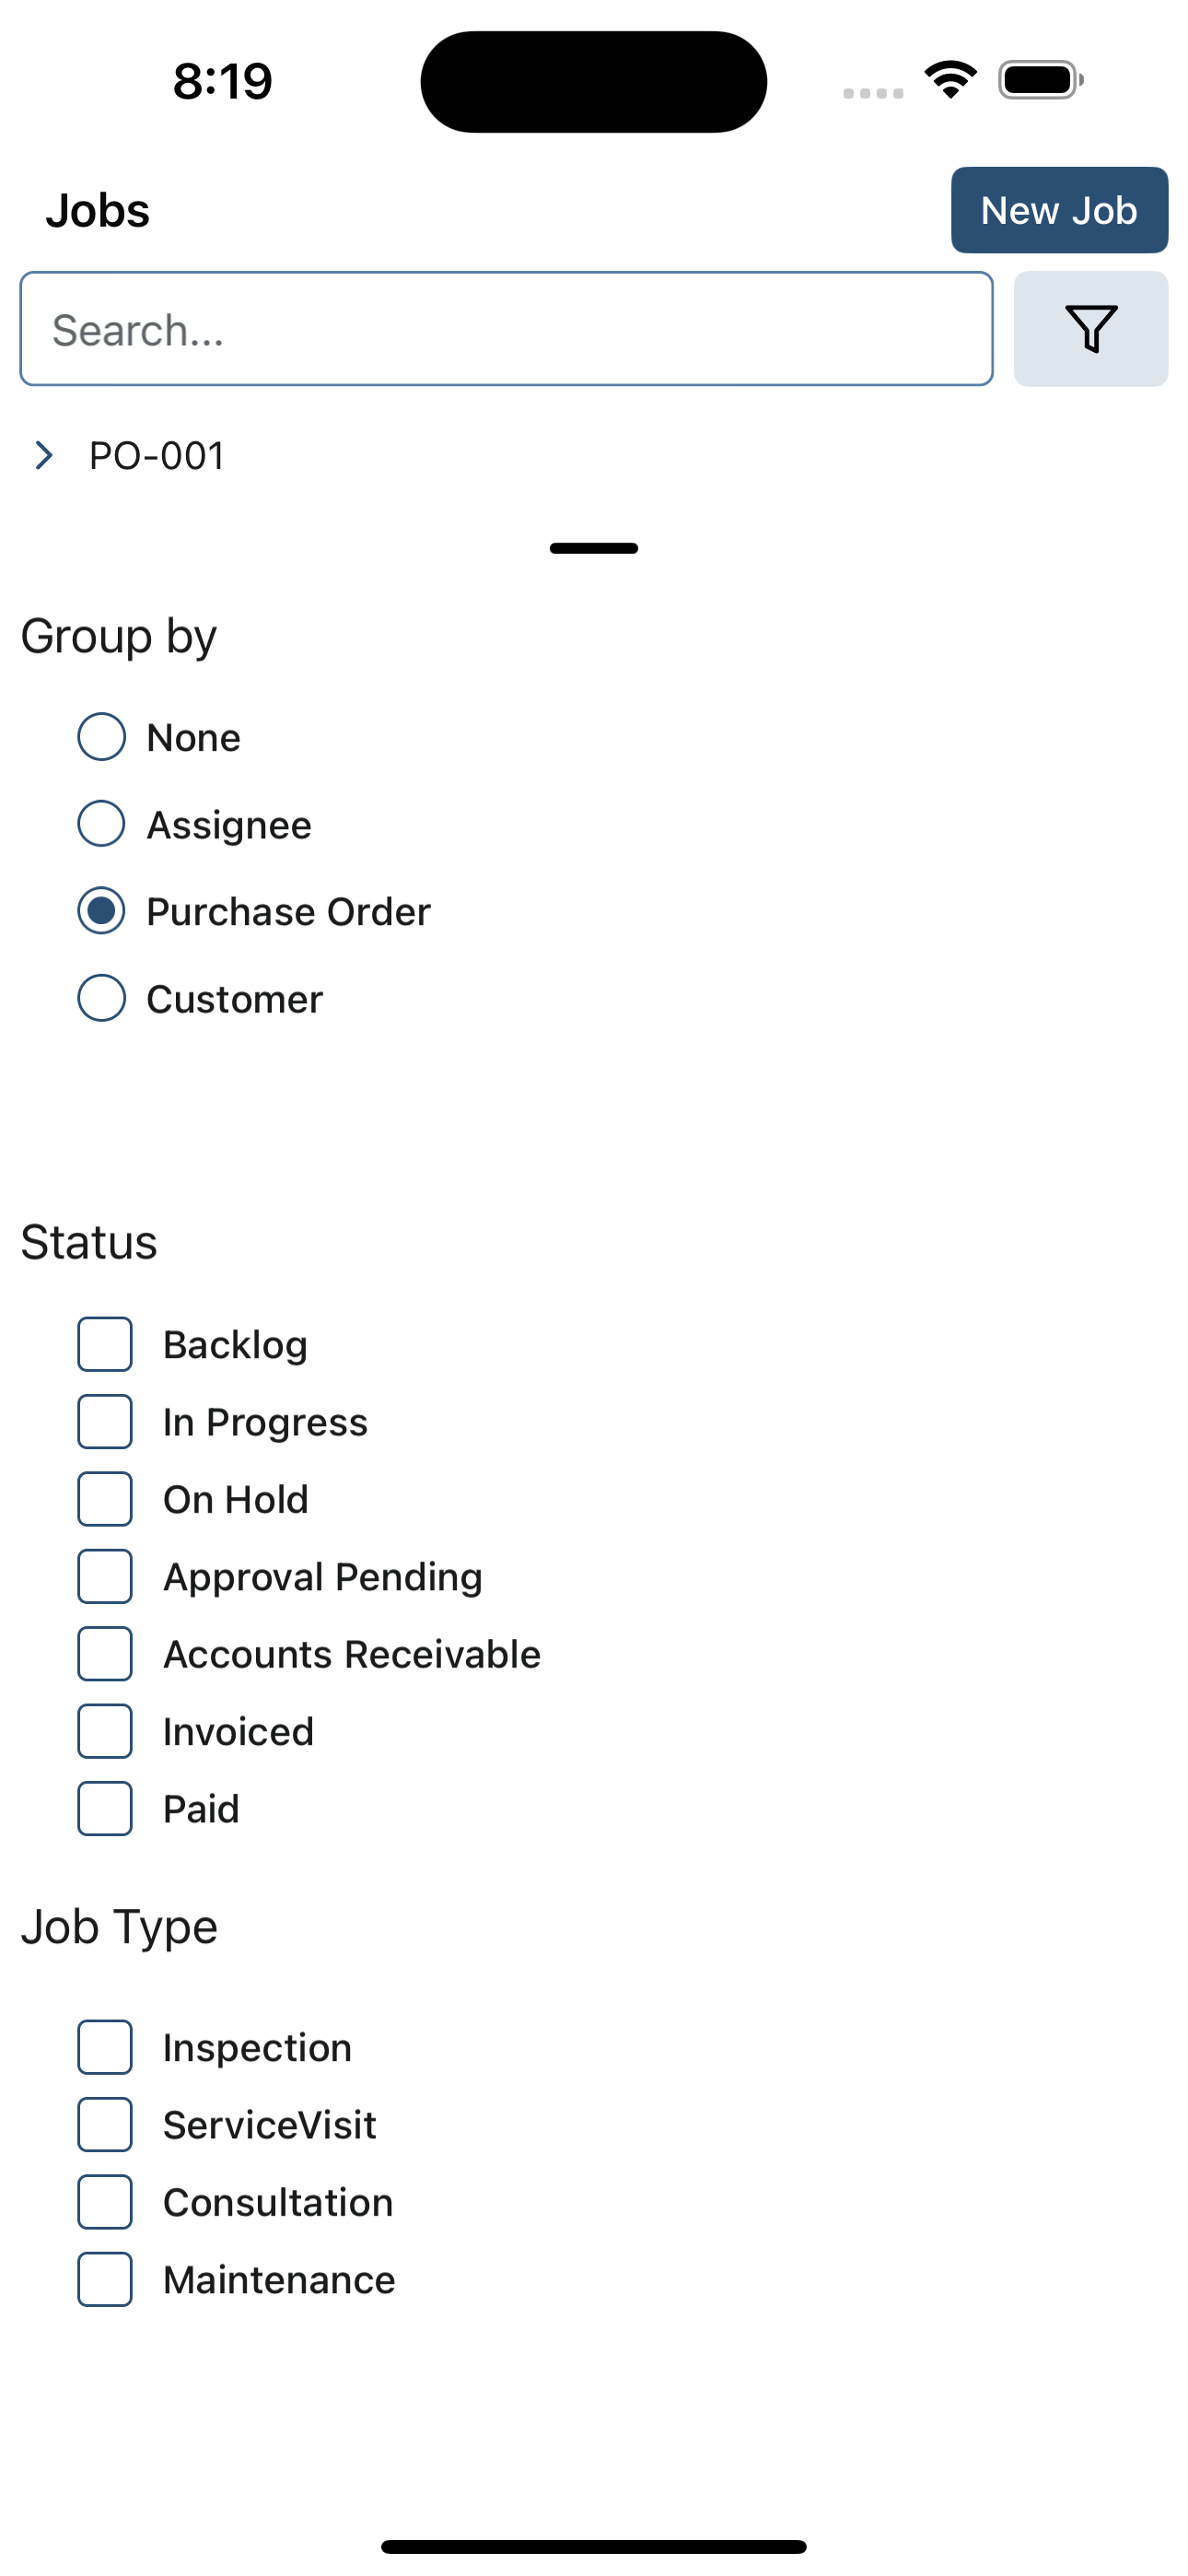 8:19
Jobs
New Job
Search...
PO-001
Group by
None
Assignee
Purchase Order
Customer
Status
Backlog
In Progress
On Hold
Approval Pending
Accounts Receivable
Invoiced
Paid
Job Type
Inspection
ServiceVisit
Consultation
Maintenance